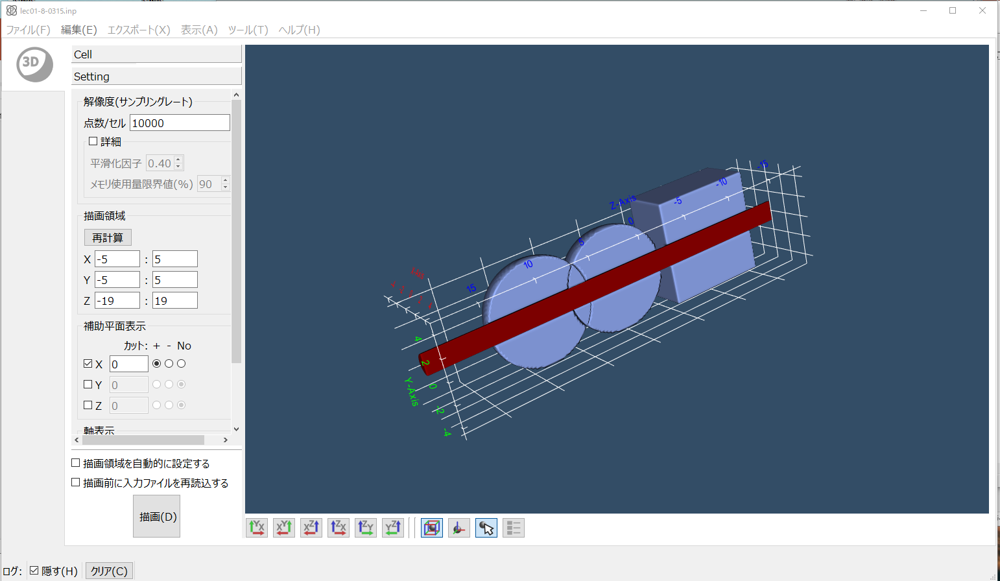 lec01-8-0315.inp
ファイル(F) 編集(E) エクスポート(X) 表示(A) ツール(T) ヘルプ(H)
3D
Cell
Setting
解像度(サンプリングレート)
点数/セル 10000
詳細
平滑化因子 0.40
メモリ使用量限界値(%) 90
描画領域
再計算
X -5 : 5
Y -5 : 5
Z -19 : 19
補助平面表示
カット: + - No
X 0
Y 0
Z 0
軸表示
描画領域を自動的に設定する
描画前に入力ファイルを再読込する
描画(D)
-15
-10
-5
Z-Axis
0
5
10
15
4
2
0
-2
-4
Y-Axis
YX
XY
XZ
ZX
ZY
YZ
ログ: 隠す(H) クリア(C)